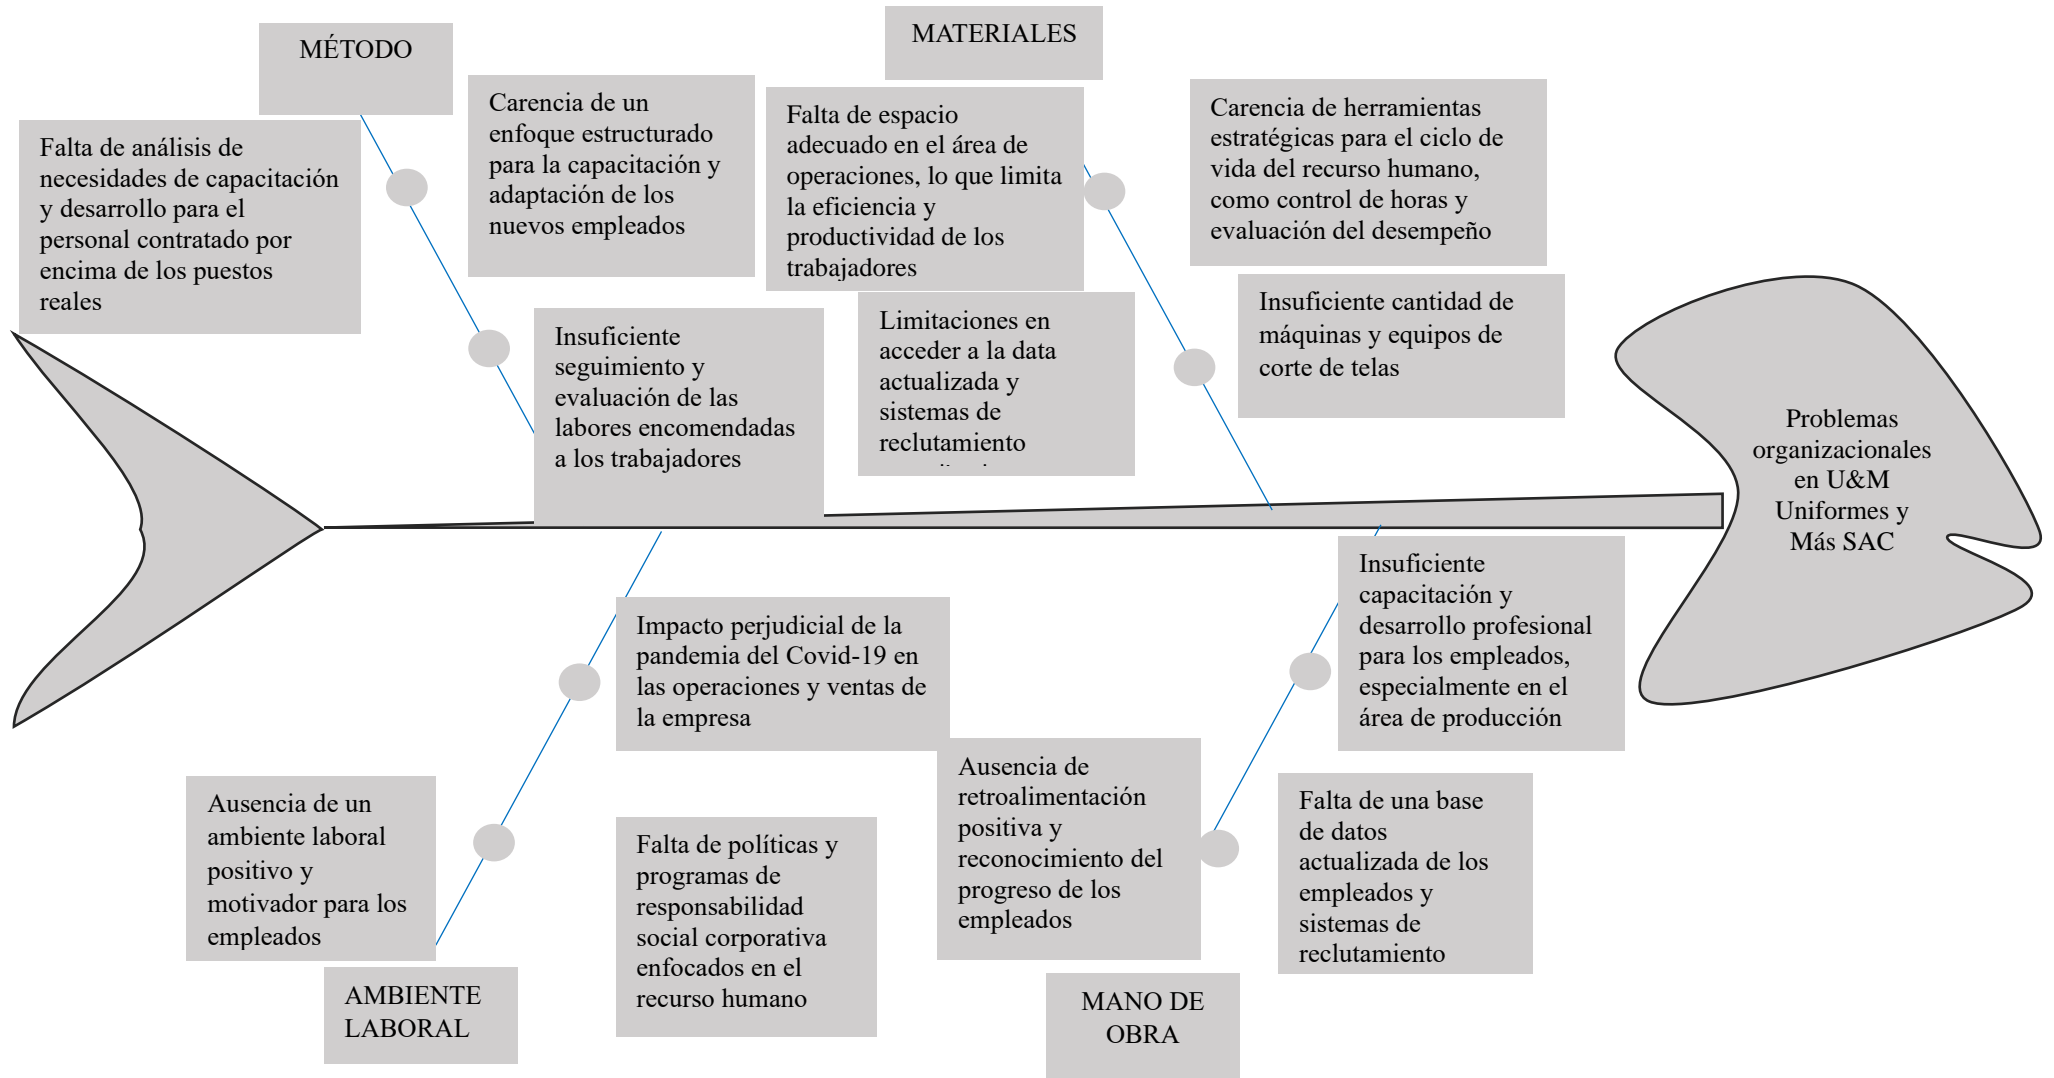 MÉTODO
MATERIALES
Falta de análisis de
necesidades de capacitación
y desarrollo para el
personal contratado por
encima de los puestos
reales
Carencia de un
enfoque estructurado
para la capacitación y
adaptación de los
nuevos empleados
Falta de espacio
adecuado en el área de
operaciones, lo que limita
la eficiencia y
productividad de los
trabajadores
Carencia de herramientas
estratégicas para el ciclo de
vida del recurso humano,
como control de horas y
evaluación del desempeño
Insuficiente
seguimiento y
evaluación de las
labores encomendadas
a los trabajadores
Limitaciones en
acceder a la data
actualizada y
sistemas de
reclutamiento
Insuficiente cantidad de
máquinas y equipos de
corte de telas
Problemas
organizacionales
en U&M
Uniformes y
Más SAC
Impacto perjudicial de la
pandemia del Covid-19 en
las operaciones y ventas de
la empresa
Insuficiente
capacitación y
desarrollo profesional
para los empleados,
especialmente en el
área de producción
Ausencia de un
ambiente laboral
positivo y
motivador para los
empleados
Falta de políticas y
programas de
responsabilidad
social corporativa
enfocados en el
recurso humano
Ausencia de
retroalimentación
positiva y
reconocimiento del
progreso de los
empleados
Falta de una base
de datos
actualizada de los
empleados y
sistemas de
reclutamiento
AMBIENTE
LABORAL
MANO DE
OBRA